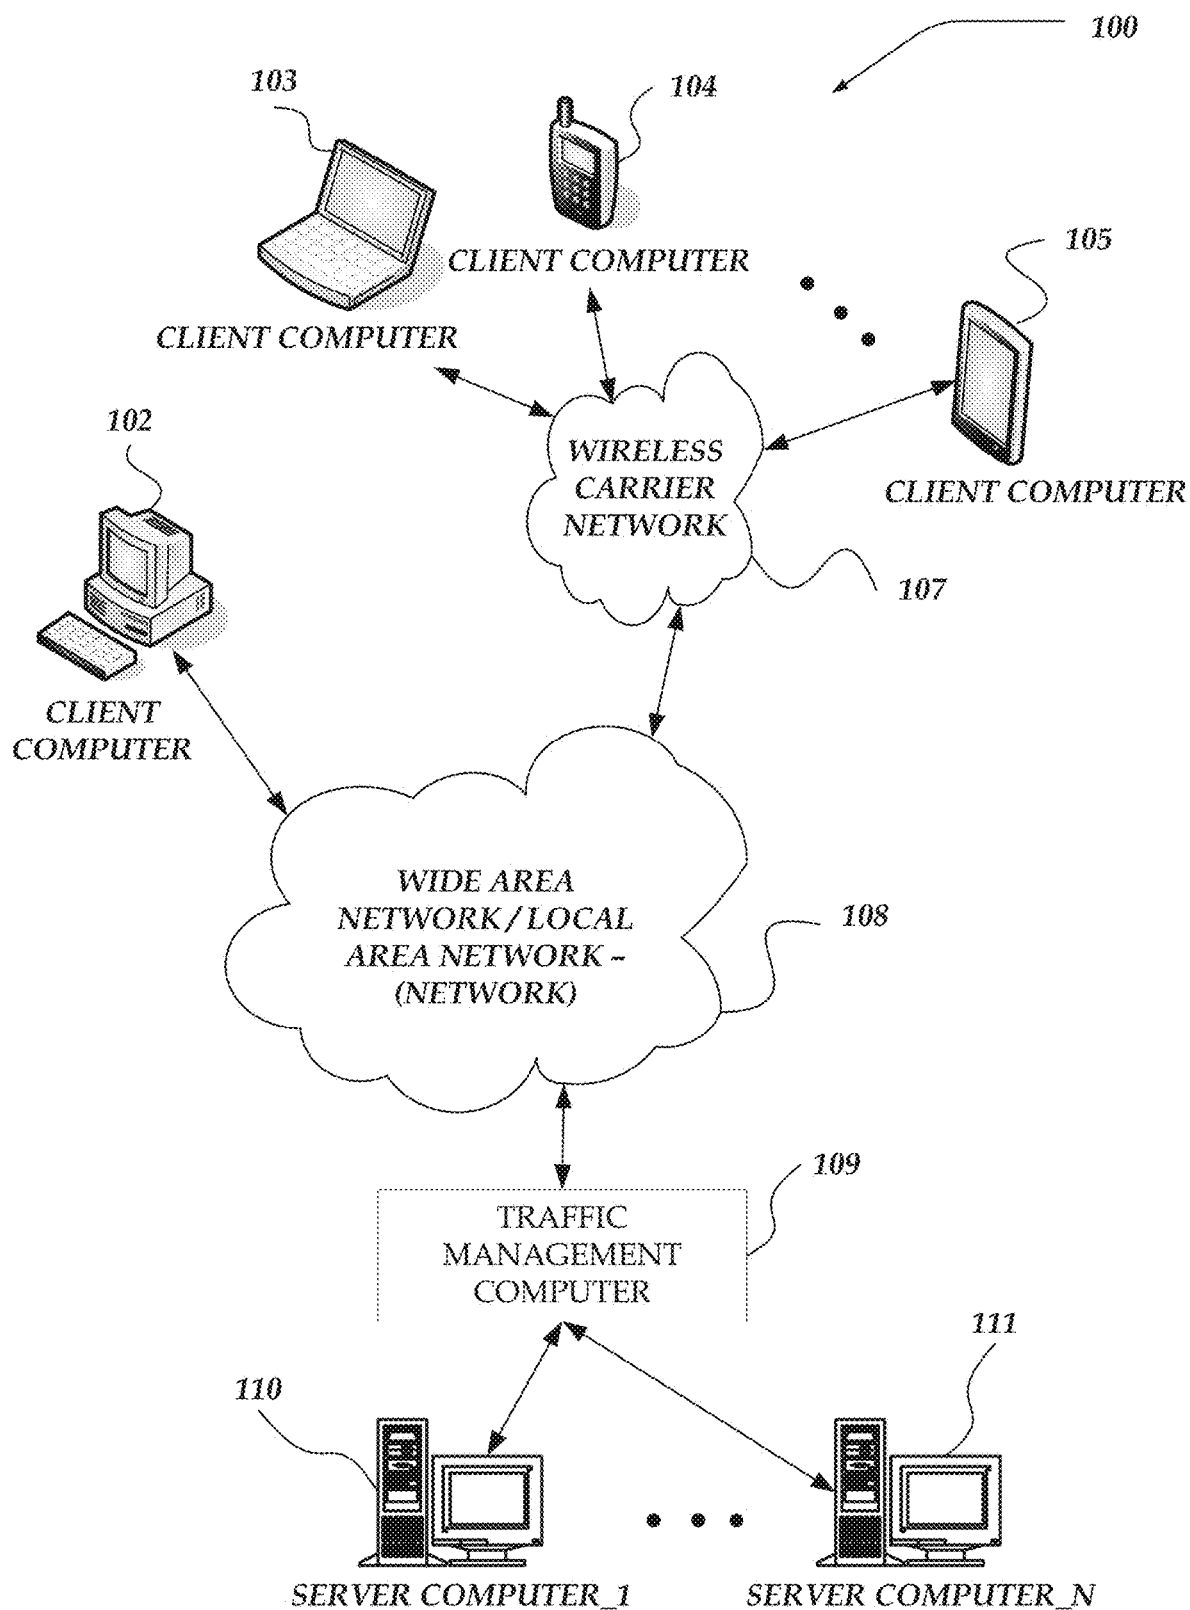 100
103
104
CLIENT COMPUTER
105
CLIENT COMPUTER
102
WIRELESS
CARRIER
NETWORK
CLIENT COMPUTER
107
CLIENT
COMPUTER
WIDE AREA
NETWORK / LOCAL
AREA NETWORK –
(NETWORK)
108
109
TRAFFIC
MANAGEMENT
COMPUTER
111
110
SERVER COMPUTER_1
SERVER COMPUTER_N